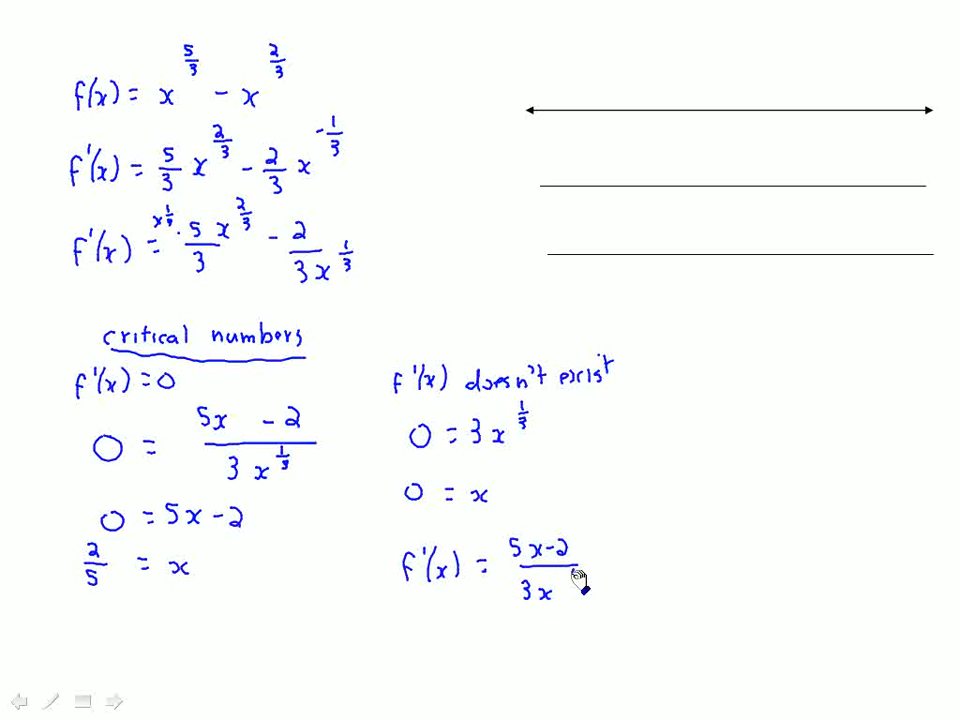 f(x) = x^(5/3) - x^(2/3)
f'(x) = 5/3 x^(2/3) - 2/3 x^(-1/3)
f'(x) = x^(1/3) · 5x^(2/3)/3 - 2/(3x^(1/3))
critical numbers
f'(x) = 0
0 = (5x - 2)/(3x^(1/3))
0 = 5x - 2
2/5 = x
f'(x) doesn't exist
0 = 3x^(1/3)
0 = x
f'(x) = (5x-2)/(3x)